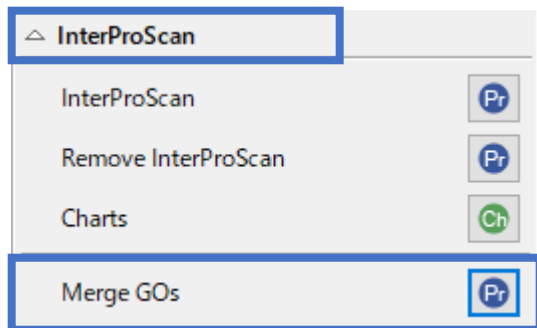 InterProScan
InterProScan Pr
Remove InterProScan Pr
Charts Ch
Merge GOs Pr